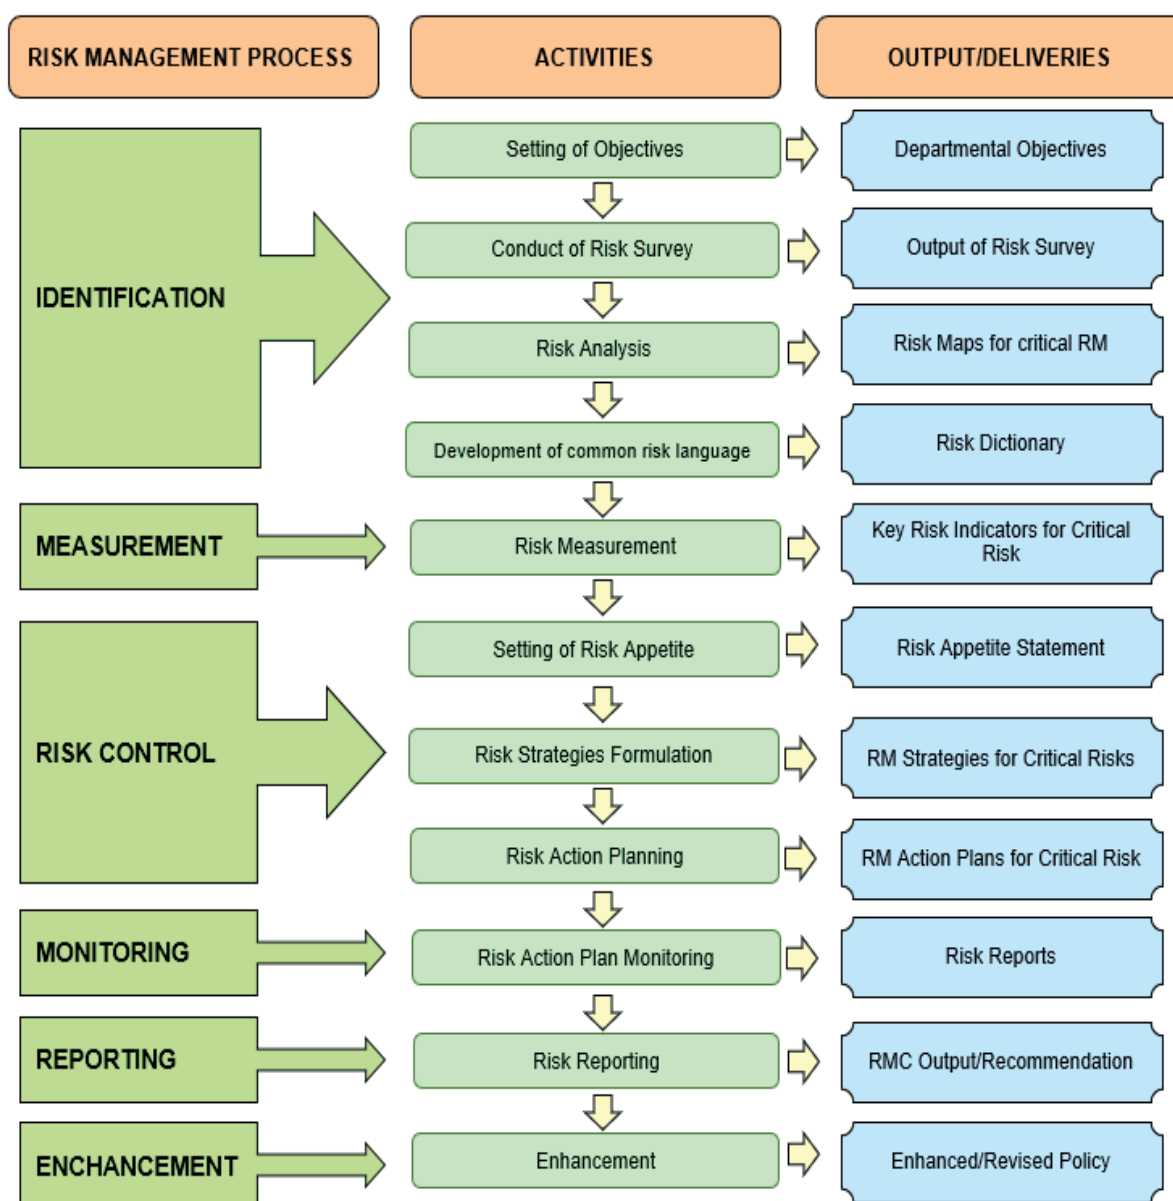 RISK MANAGEMENT PROCESS
ACTIVITIES
OUTPUT/DELIVERIES
IDENTIFICATION
Setting of Objectives
Departmental Objectives
Conduct of Risk Survey
Output of Risk Survey
Risk Analysis
Risk Maps for critical RM
Development of common risk language
Risk Dictionary
MEASUREMENT
Risk Measurement
Key Risk Indicators for Critical
Risk
RISK CONTROL
Setting of Risk Appetite
Risk Appetite Statement
Risk Strategies Formulation
RM Strategies for Critical Risks
Risk Action Planning
RM Action Plans for Critical Risk
MONITORING
Risk Action Plan Monitoring
Risk Reports
REPORTING
Risk Reporting
RMC Output/Recommendation
ENCHANCEMENT
Enhancement
Enhanced/Revised Policy